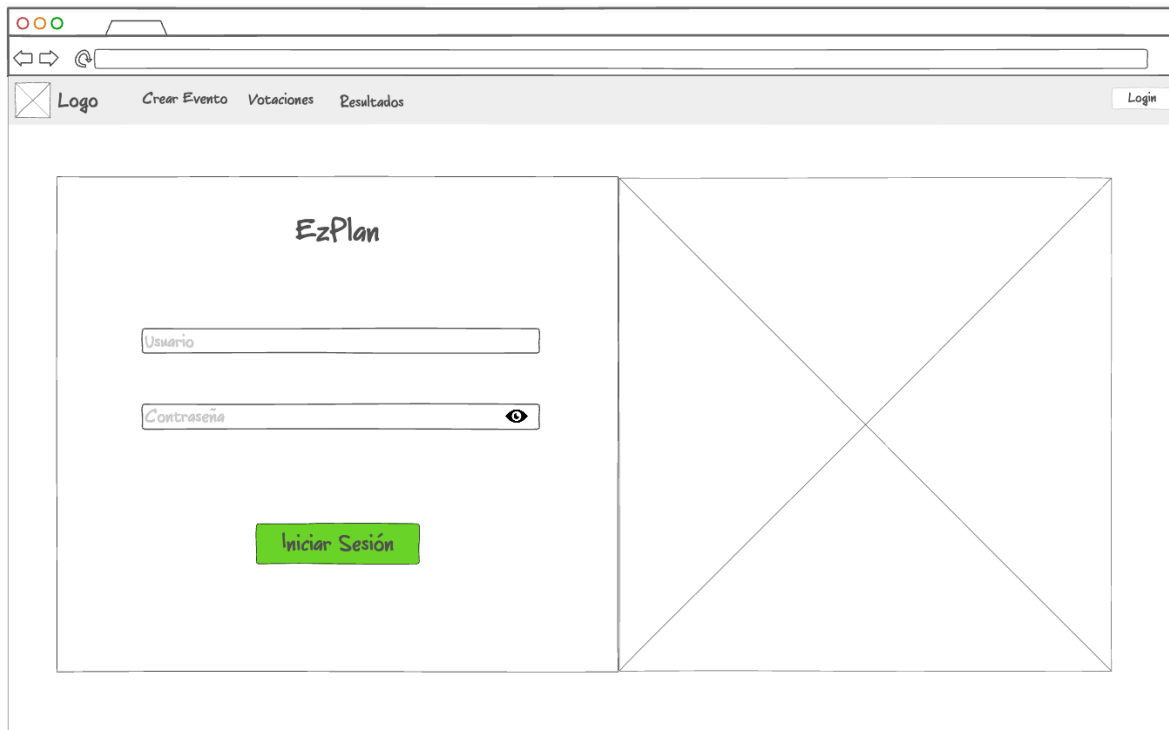 Logo Crear Evento Votaciones Resultados Login
EzPlan
Usuario
Contraseña
Iniciar Sesión